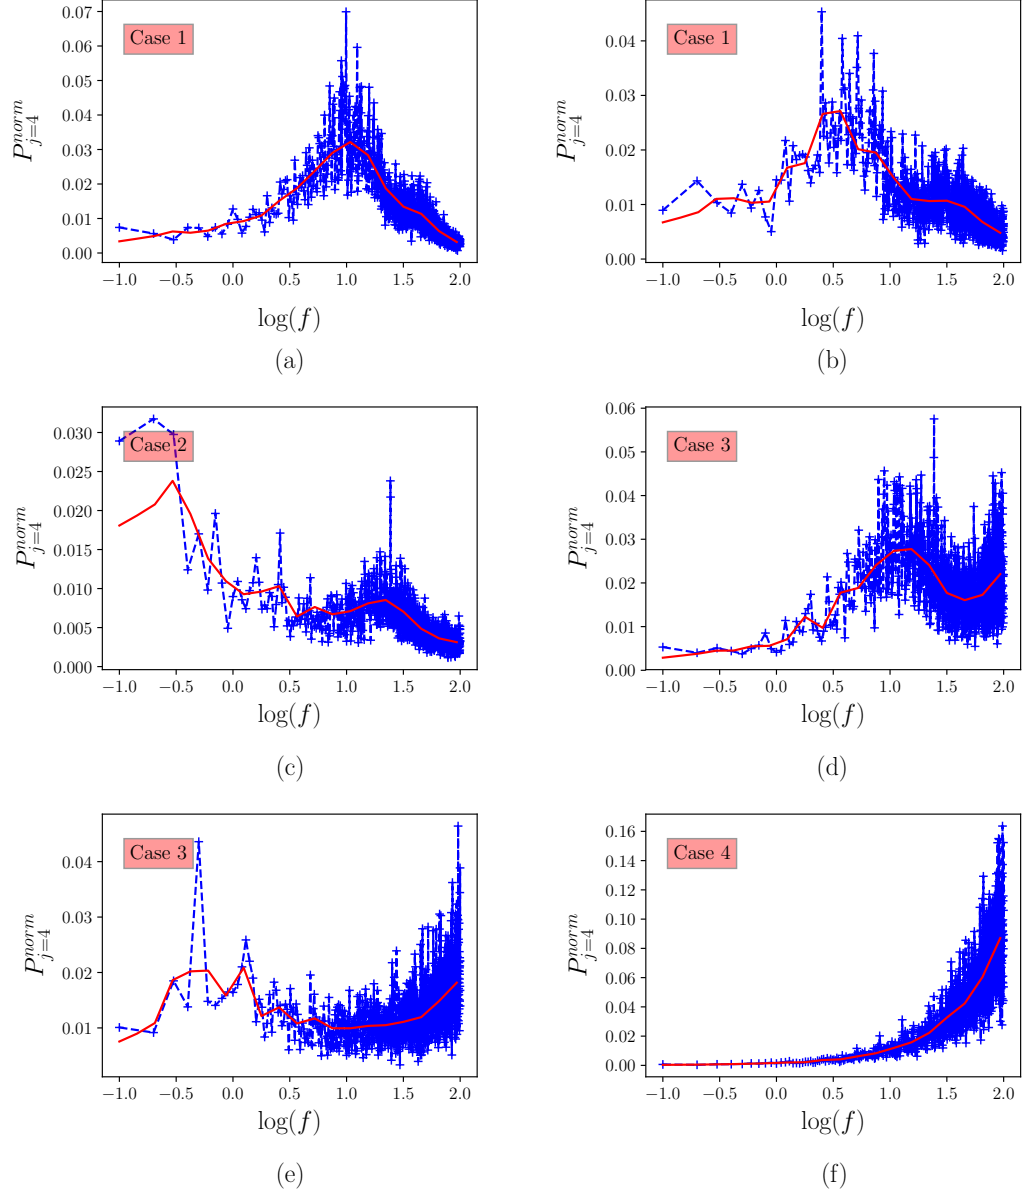 Case 1
0.07
0.06
0.05
0.04
0.03
0.02
0.01
0.00
P^{norm}_{j=4}
−1.0 −0.5 0.0 0.5 1.0 1.5 2.0
log(f)
(a)
Case 1
0.04
0.03
0.02
0.01
0.00
P^{norm}_{j=4}
−1.0 −0.5 0.0 0.5 1.0 1.5 2.0
log(f)
(b)
Case 2
0.030
0.025
0.020
0.015
0.010
0.005
0.000
P^{norm}_{j=4}
−1.0 −0.5 0.0 0.5 1.0 1.5 2.0
log(f)
(c)
Case 3
0.06
0.05
0.04
0.03
0.02
0.01
0.00
P^{norm}_{j=4}
−1.0 −0.5 0.0 0.5 1.0 1.5 2.0
log(f)
(d)
Case 3
0.04
0.03
0.02
0.01
P^{norm}_{j=4}
−1.0 −0.5 0.0 0.5 1.0 1.5 2.0
log(f)
(e)
Case 4
0.16
0.14
0.12
0.10
0.08
0.06
0.04
0.02
0.00
P^{norm}_{j=4}
−1.0 −0.5 0.0 0.5 1.0 1.5 2.0
log(f)
(f)